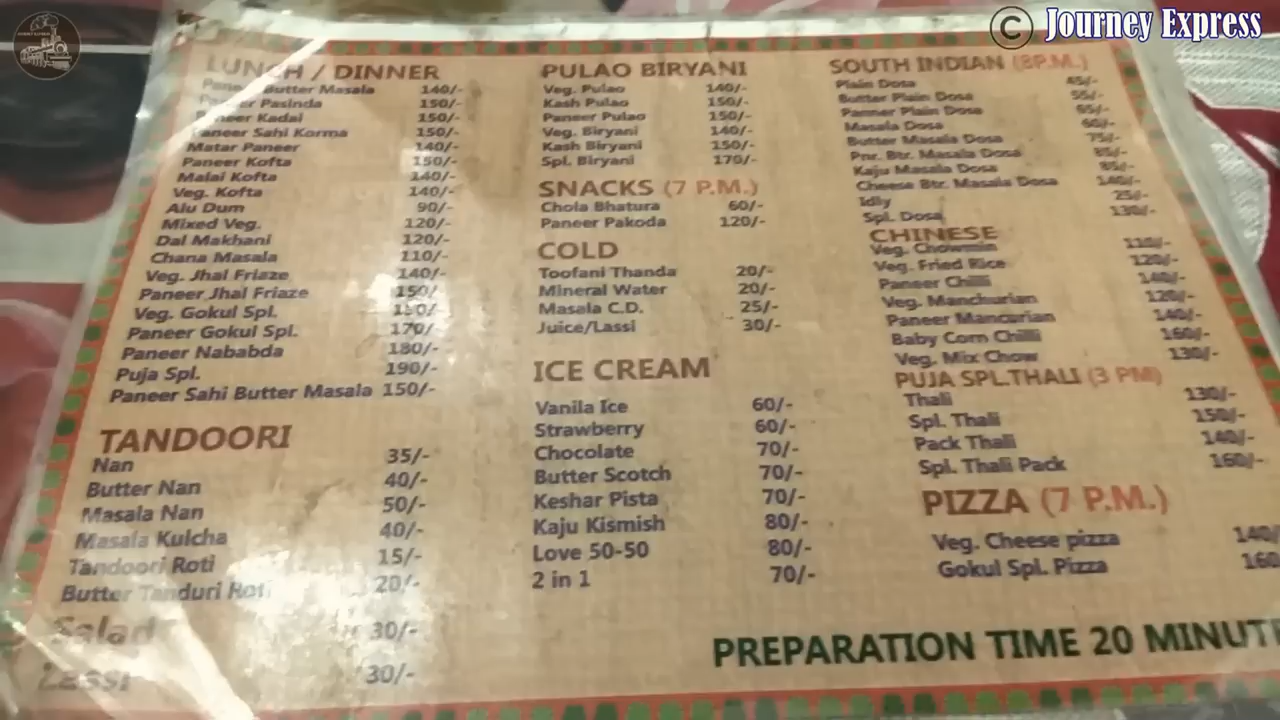 © Journey Express
LUNCH / DINNER
Paneer Butter Masala 140/-
Paneer Pasinda 150/-
Paneer Kadai 150/-
Paneer Sahi Korma 150/-
Matar Paneer 140/-
Paneer Kofta 150/-
Malai Kofta 140/-
Veg. Kofta 140/-
Alu Dum 90/-
Mixed Veg. 120/-
Dal Makhani 120/-
Chana Masala 110/-
Veg. Jhal Friaze 140/-
Paneer Jhal Friaze 150/
Veg. Gokul Spl.
Paneer Gokul Spl. 170/-
Paneer Nababda 180/-
Puja Spl. 190/-
Paneer Sahi Butter Masala 150/-
TANDOORI
Nan 35/-
Butter Nan 40/-
Masala Nan 50/-
Masala Kulcha 40/-
Tandoori Roti 15/-
Butter Tanduri Roti 20/-
Salad 30/-
Lassi 30/-
PULAO BIRYANI
Veg. Pulao 140/-
Kash Pulao 150/-
Paneer Pulao 150/-
Veg. Biryani 140/-
Kash Biryani 150/-
Spl. Biryani 170/-
SNACKS (7 P.M.)
Chola Bhatura 60/-
Paneer Pakoda 120/-
COLD
Toofani Thanda 20/-
Mineral Water 20/-
Masala C.D. 25/-
Juice/Lassi 30/-
ICE CREAM
Vanila Ice 60/-
Strawberry 60/-
Chocolate 70/-
Butter Scotch 70/-
Keshar Pista 70/-
Kaju Kismish 80/-
Love 50-50 80/-
2 in 1 70/-
SOUTH INDIAN (8P.M.)
Plain Dosa 45/-
Butter Plain Dosa 55/-
Panner Plain Dosa 65/-
Masala Dosa 60/-
Butter Masala Dosa 75/-
Pnr. Btr. Masala Dosa 85/-
Kaju Masala Dosa 85/-
Cheese Btr. Masala Dosa 140/-
Idly 25/-
Spl. Dosa 130/-
CHINESE
Veg. Chowmin 110/-
Veg. Fried Rice 120/-
Paneer Chilli 140/-
Veg. Manchurian 120/-
Paneer Mancurian 140/-
Baby Corn Chilli 160/-
Veg. Mix Chow 130/-
PUJA SPL.THALI (3 PM)
Thali 130/-
Spl. Thali 150/-
Pack Thali 140/-
Spl. Thali Pack 160/-
PIZZA (7 P.M.)
Veg. Cheese pizza 140/
Gokul Spl. Pizza 160
PREPARATION TIME 20 MINUT